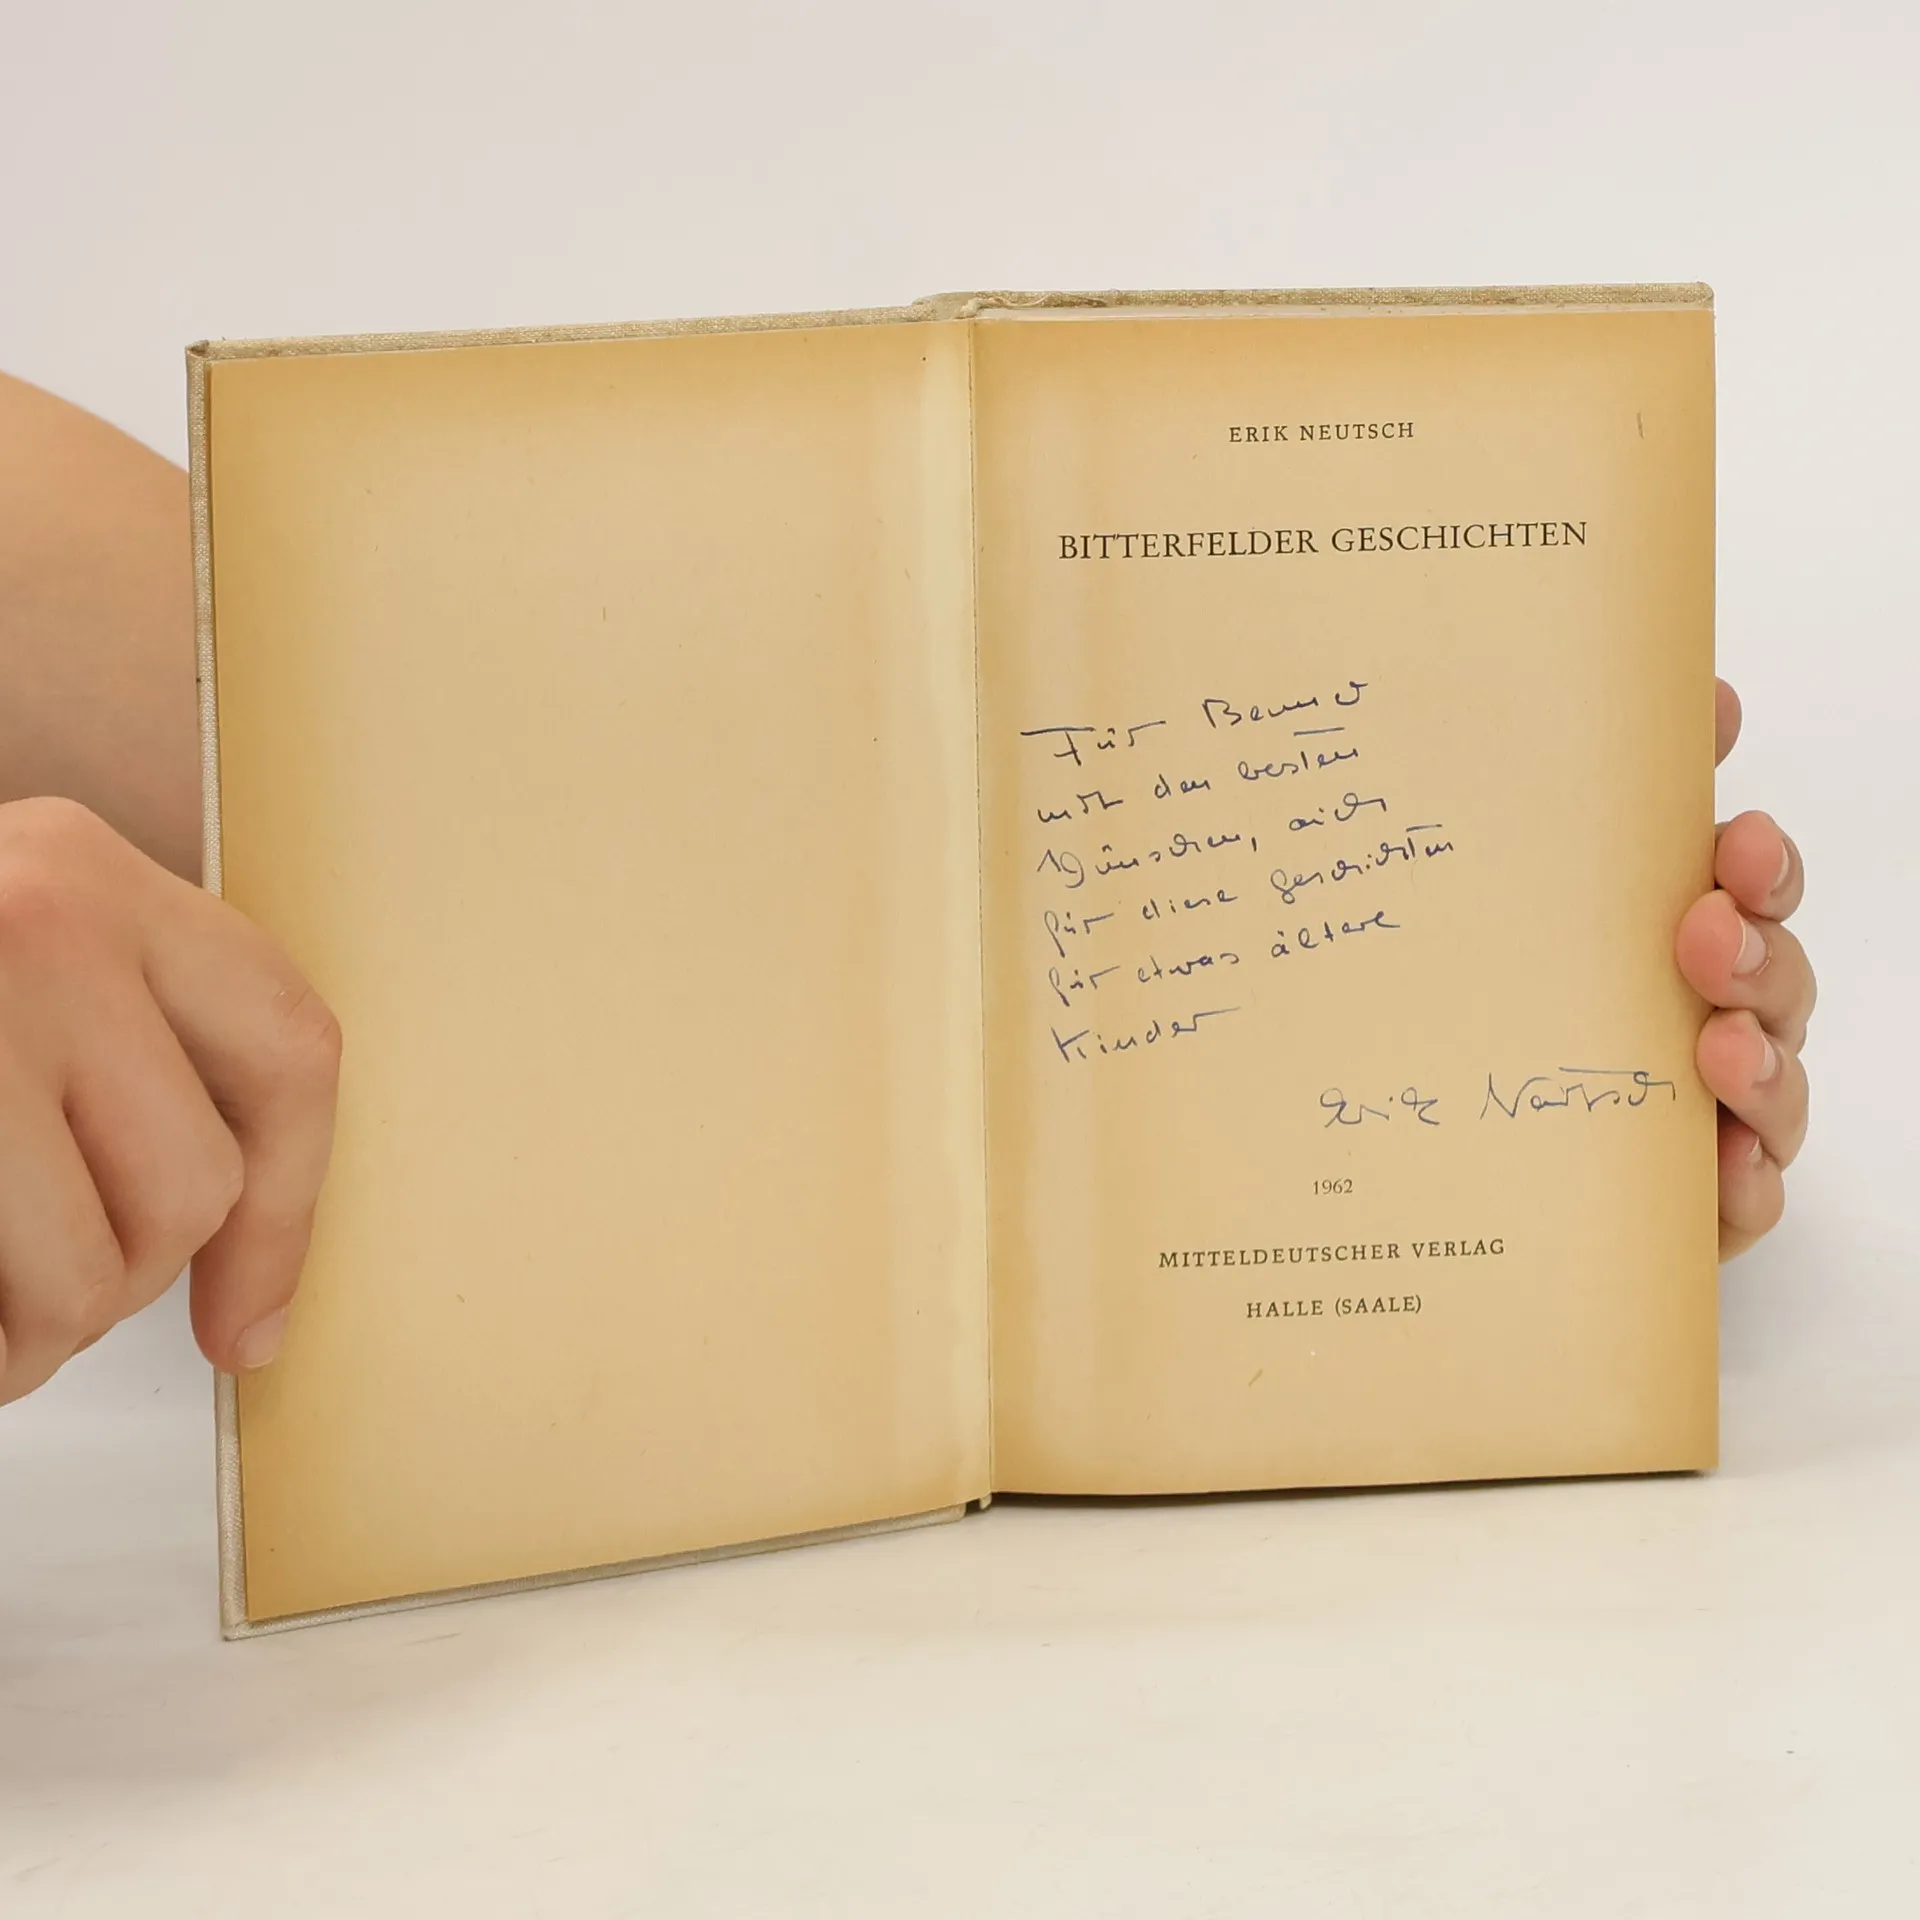 ERIK NEUTSCH
BITTERFELDER GESCHICHTEN
Für
mit den besten
Wünschen, auch
für diese Geschichten
für etwas ältere
Kinder
Erik Neutsch
1962
MITTELDEUTSCHER VERLAG
HALLE (SAALE)